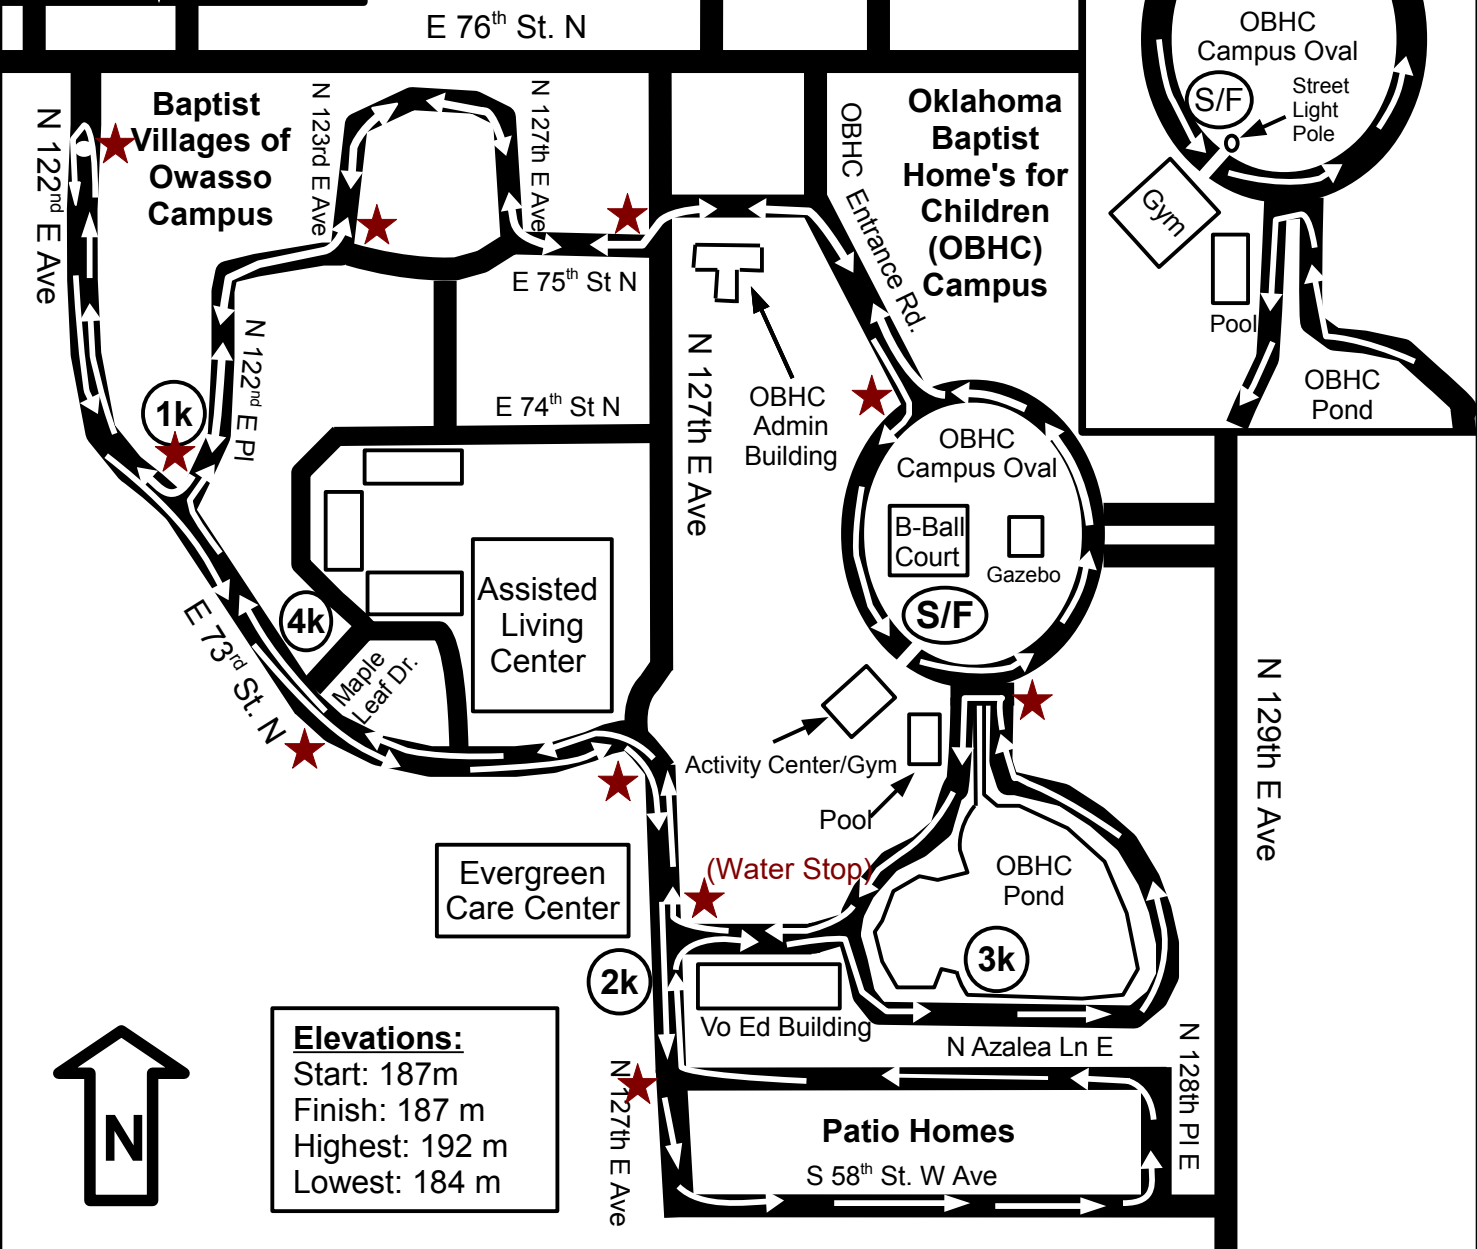 E 76th St. N
OBHC
Campus Oval
S/F
Street
Light
Pole
Gym
Pool
OBHC
Pond
N 122nd E Ave
Baptist
Villages of
Owasso
Campus
N 123rd E Ave
N 127th E Ave
OBHC Entrance Rd.
Oklahoma
Baptist
Home's for
Children
(OBHC)
Campus
E 75th St N
N 122nd E Pl
1k
E 74th St N
N 127th E Ave
OBHC
Admin
Building
OBHC
Campus Oval
B-Ball
Court
Gazebo
S/F
Assisted
Living
Center
4k
E 73rd St. N
Maple
Leaf Dr.
Activity Center/Gym
Pool
N 129th E Ave
(Water Stop)
Evergreen
Care Center
OBHC
Pond
3k
2k
Vo Ed Building
N Azalea Ln E
N 128th Pl E
N 127th E Ave
Patio Homes
S 58th St. W Ave
N
Elevations:
Start: 187m
Finish: 187 m
Highest: 192 m
Lowest: 184 m